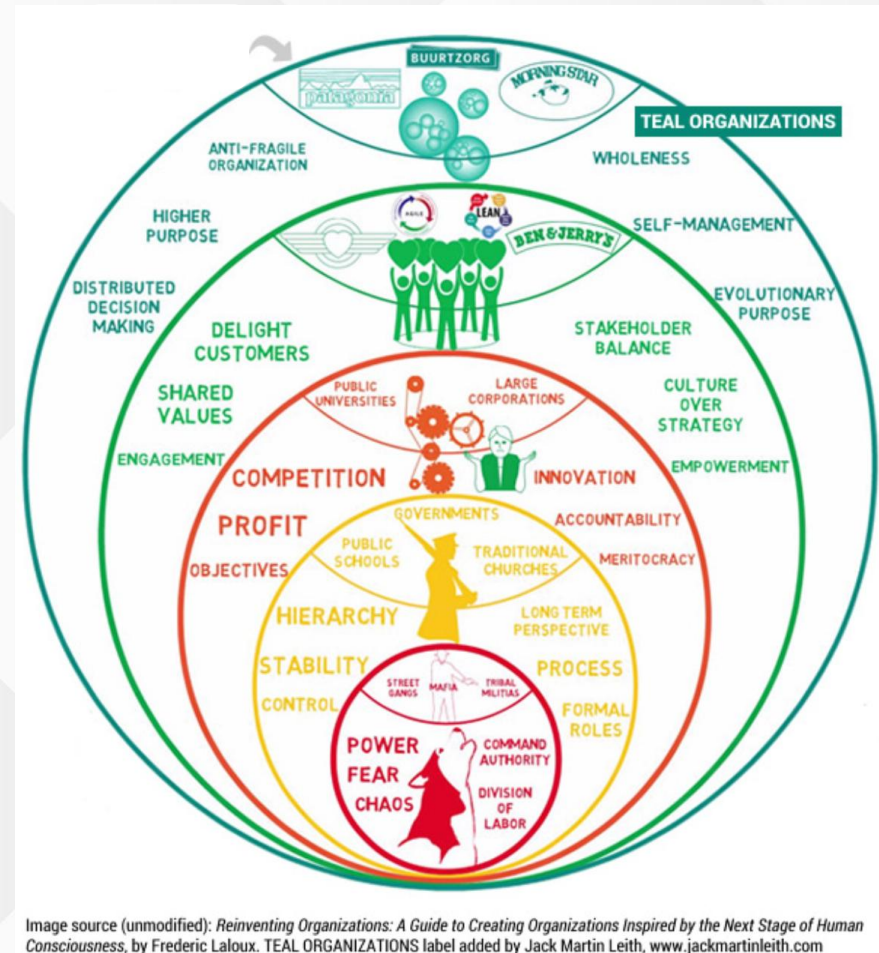 BUURTZORG
patagonia
MORNING STAR
TEAL ORGANIZATIONS
ANTI-FRAGILE
ORGANIZATION
WHOLENESS
HIGHER
PURPOSE
SELF-MANAGEMENT
DISTRIBUTED
DECISION
MAKING
EVOLUTIONARY
PURPOSE
AGILE
LEAN
BEN & JERRY'S
DELIGHT
CUSTOMERS
STAKEHOLDER
BALANCE
SHARED
VALUES
CULTURE
OVER
STRATEGY
ENGAGEMENT
EMPOWERMENT
PUBLIC
UNIVERSITIES
LARGE
CORPORATIONS
COMPETITION
INNOVATION
PROFIT
ACCOUNTABILITY
OBJECTIVES
MERITOCRACY
GOVERNMENTS
PUBLIC
SCHOOLS
TRADITIONAL
CHURCHES
HIERARCHY
LONG TERM
PERSPECTIVE
STABILITY
PROCESS
CONTROL
FORMAL
ROLES
STREET
GANGS
MAFIA
TRIBAL
MILITIAS
POWER
FEAR
CHAOS
COMMAND
AUTHORITY
DIVISION
OF
LABOR
Image source (unmodified): Reinventing Organizations: A Guide to Creating Organizations Inspired by the Next Stage of Human
Consciousness, by Frederic Laloux. TEAL ORGANIZATIONS label added by Jack Martin Leith, www.jackmartinleith.com